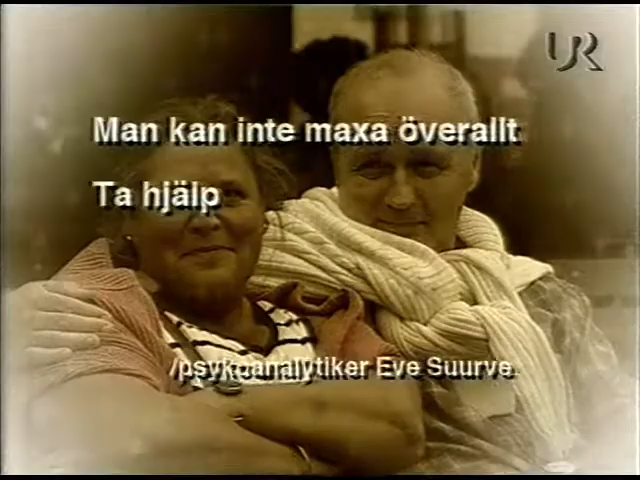 UR
Man kan inte maxa överallt
Ta hjälp
/psykoanalytiker Eve Suurve